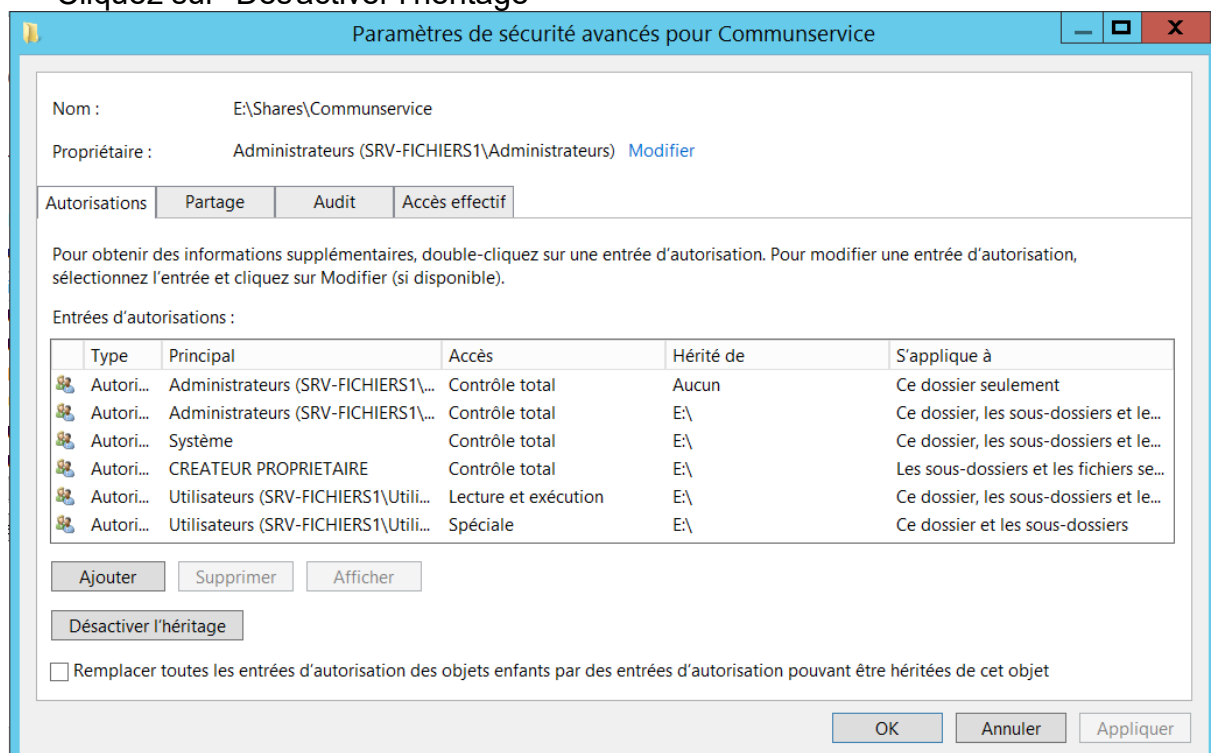 Cliquez sur "Désactiver l'héritage"
Paramètres de sécurité avancés pour Communservice
Nom :
E:\Shares\Communservice
Propriétaire :
Administrateurs (SRV-FICHIERS1\Administrateurs) Modifier
Autorisations Partage Audit Accès effectif
Pour obtenir des informations supplémentaires, double-cliquez sur une entrée d'autorisation. Pour modifier une entrée d'autorisation,
sélectionnez l'entrée et cliquez sur Modifier (si disponible).
Entrées d'autorisations :
Type Principal Accès Hérité de S'applique à
Autori... Administrateurs (SRV-FICHIERS1\... Contrôle total Aucun Ce dossier seulement
Autori... Administrateurs (SRV-FICHIERS1\... Contrôle total E:\ Ce dossier, les sous-dossiers et le...
Autori... Système Contrôle total E:\ Ce dossier, les sous-dossiers et le...
Autori... CREATEUR PROPRIETAIRE Contrôle total E:\ Les sous-dossiers et les fichiers se...
Autori... Utilisateurs (SRV-FICHIERS1\Utili... Lecture et exécution E:\ Ce dossier, les sous-dossiers et le...
Autori... Utilisateurs (SRV-FICHIERS1\Utili... Spéciale E:\ Ce dossier et les sous-dossiers
Ajouter Supprimer Afficher
Désactiver l'héritage
Remplacer toutes les entrées d'autorisation des objets enfants par des entrées d'autorisation pouvant être héritées de cet objet
OK Annuler Appliquer